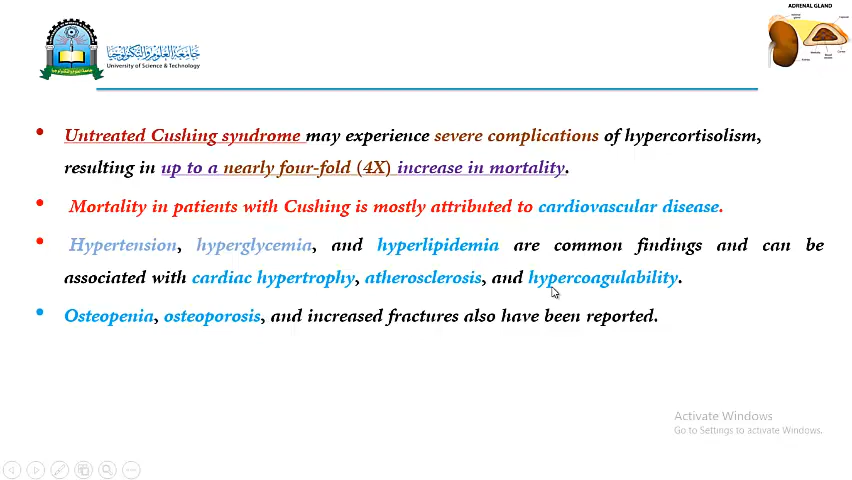 ADRENAL GLAND
جامعة العلوم والتكنولوجيا
University of Science & Technology
• Untreated Cushing syndrome may experience severe complications of hypercortisolism,
resulting in up to a nearly four-fold (4X) increase in mortality.
• Mortality in patients with Cushing is mostly attributed to cardiovascular disease.
• Hypertension, hyperglycemia, and hyperlipidemia are common findings and can be
associated with cardiac hypertrophy, atherosclerosis, and hypercoagulability.
• Osteopenia, osteoporosis, and increased fractures also have been reported.
Activate Windows
Go to Settings to activate Windows.